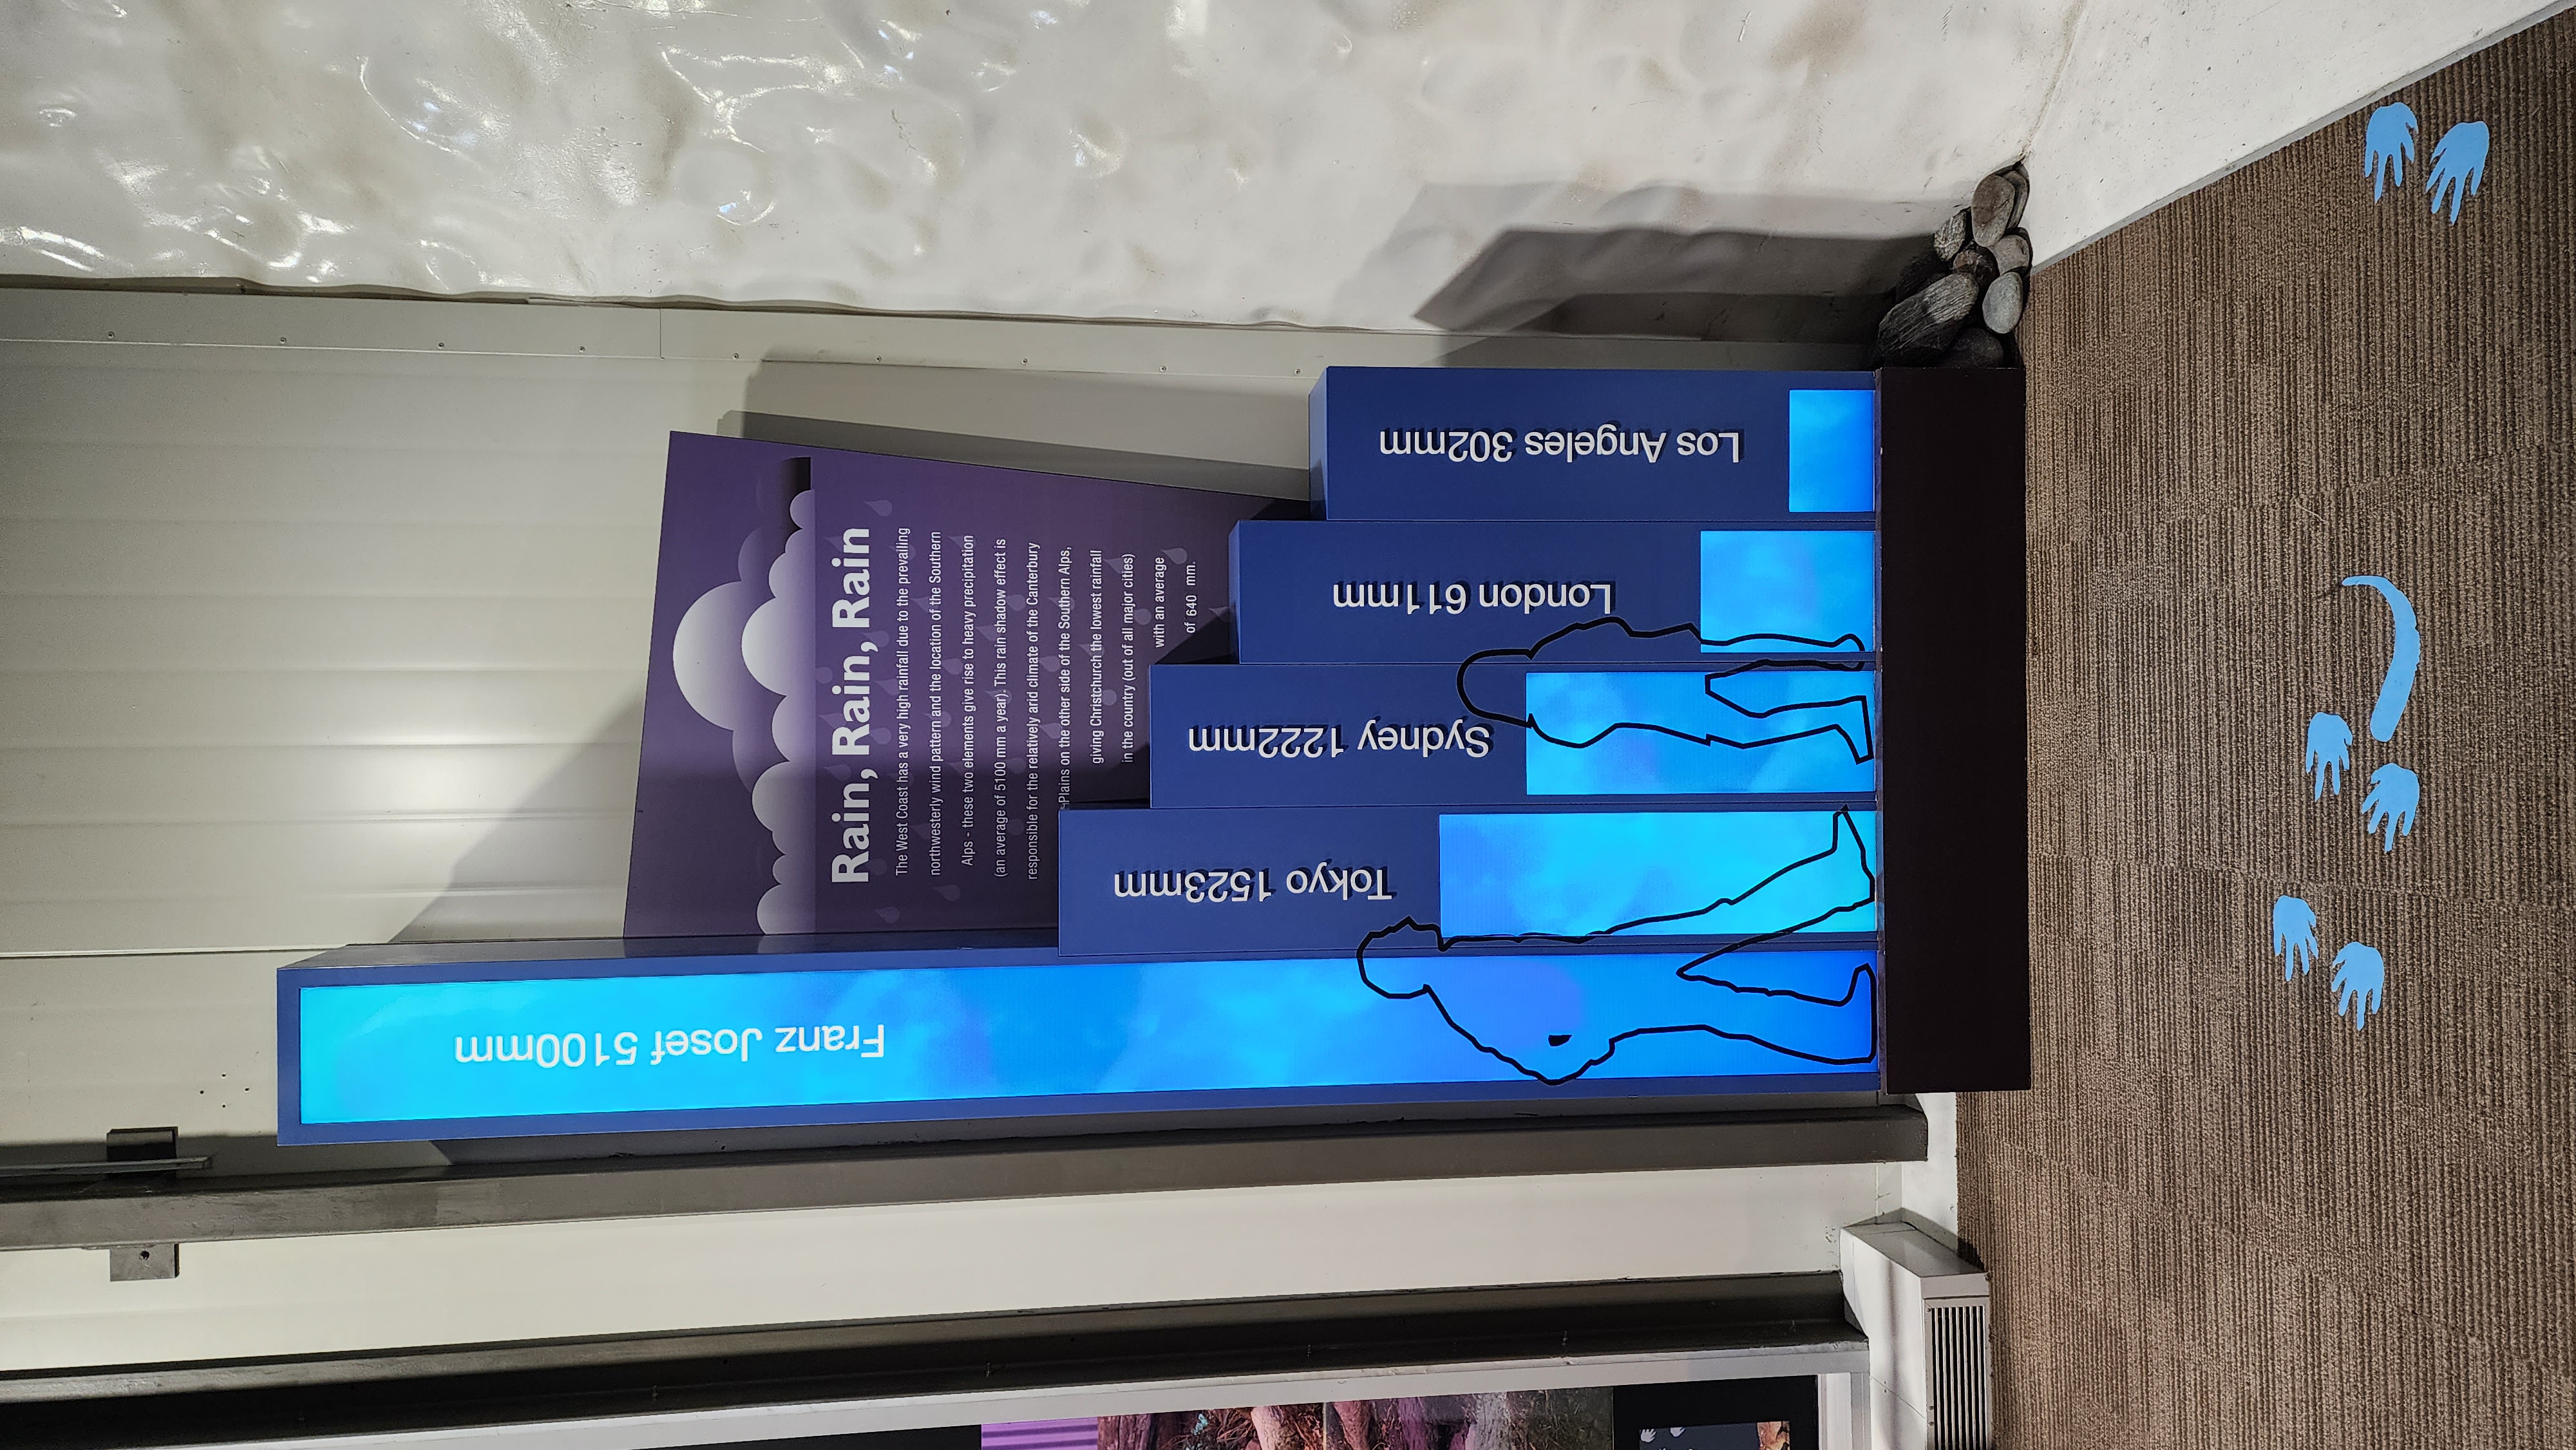 Rain, Rain, Rain
The West Coast has a very high rainfall due to the prevailing
northwesterly wind pattern and the location of the Southern
Alps - these two elements give rise to heavy precipitation
(an average of 5100 mm a year). This rain shadow effect is
responsible for the relatively arid climate of the Canterbury
Plains on the other side of the Southern Alps,
giving Christchurch the lowest rainfall
in the country (out of all major cities)
with an average
of 640 mm.
Franz Josef 5100mm
Tokyo 1523mm
Sydney 1222mm
London 611mm
Los Angeles 302mm